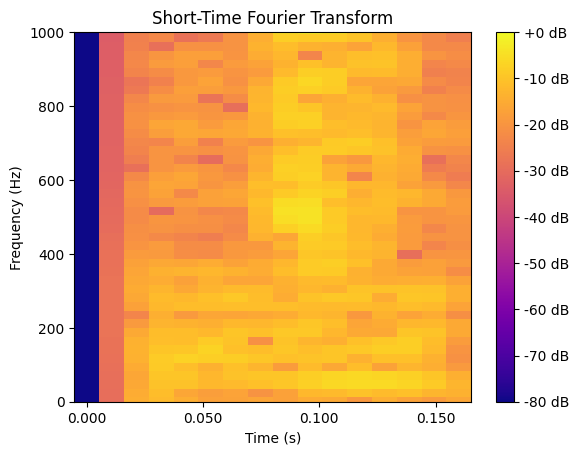 Short-Time Fourier Transform
1000
800
600
400
200
0
Frequency (Hz)
0.000
0.050
0.100
0.150
Time (s)
+0 dB
-10 dB
-20 dB
-30 dB
-40 dB
-50 dB
-60 dB
-70 dB
-80 dB